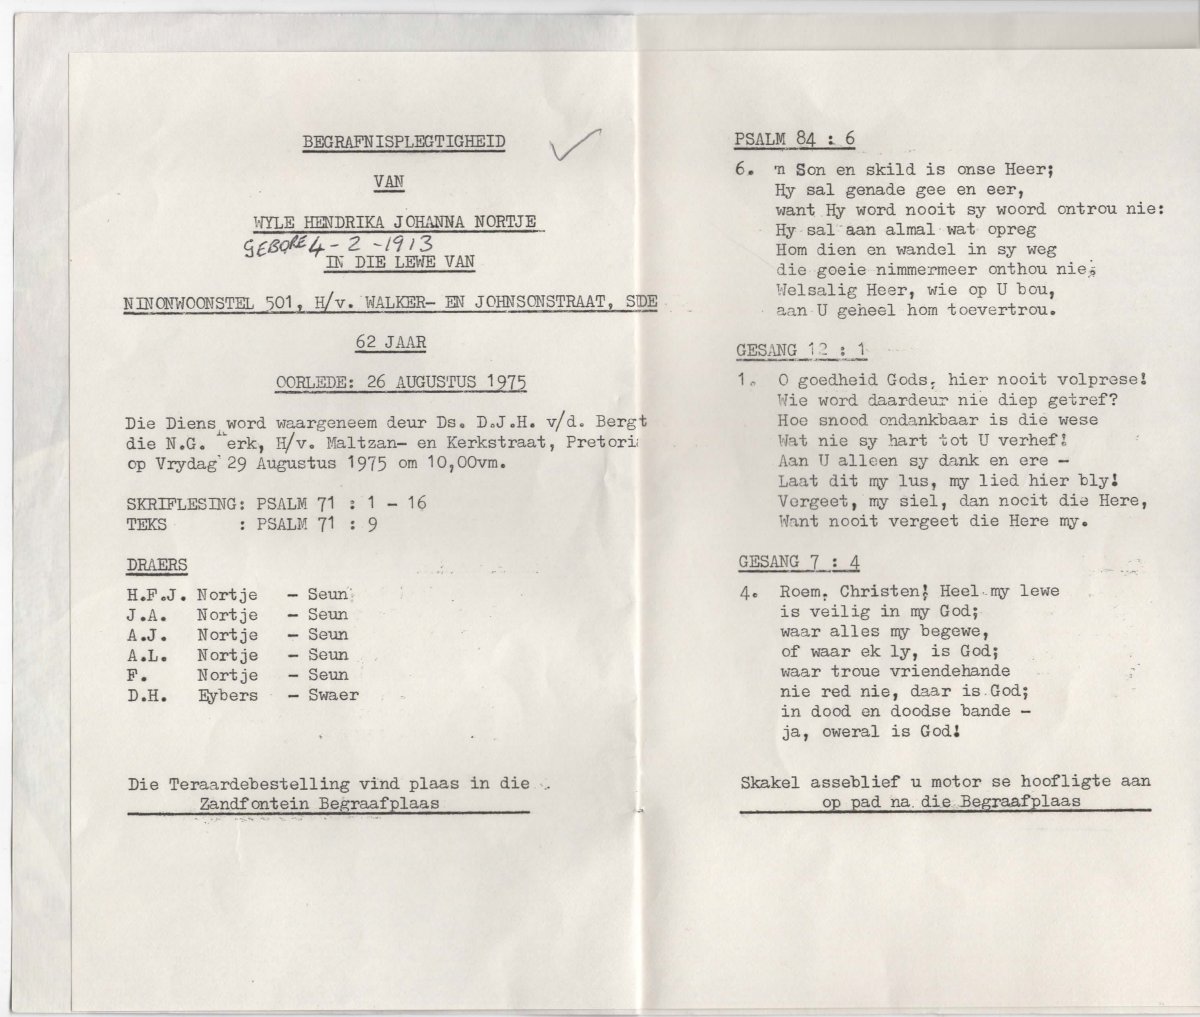 BEGRAFNISPLEGTIGHEID
VAN
WYLE HENDRIKA JOHANNA NORTJE
GEBORE 4-2-1913
IN DIE LEWE VAN
NINONWOONSTEL 501, H/v. WALKER- EN JOHNSONSTRAAT, SIDE
62 JAAR
OORLEDE: 26 AUGUSTUS 1975
Die Diens word waargeneem deur Ds. D.J.H. v/d. Bergt
die N.G. Kerk, H/v. Maltzan- en Kerkstraat, Pretoria
op Vrydag 29 Augustus 1975 om 10,00vm.
SKRIFLESING: PSALM 71 : 1 - 16
TEKS : PSALM 71 : 9
DRAERS
H.F.J. Nortje - Seun
J.A. Nortje - Seun
A.J. Nortje - Seun
A.L. Nortje - Seun
F. Nortje - Seun
D.H. Eybers - Swaer
Die Teraardebestelling vind plaas in die
Zandfontein Begraafplaas
PSALM 84 : 6
6. 'n Son en skild is onse Heer;
Hy sal genade gee en eer,
want Hy word nooit sy woord ontrou nie:
Hy sal aan almal wat opreg
Hom dien en wandel in sy weg
die goeie nimmermeer onthou nie;
Welsalig Heer, wie op U bou,
aan U geheel hom toevertrou.
GESANG 12 : 1
1. O goedheid Gods, hier nooit volprese!
Wie word daardeur nie diep getref?
Hoe snood ondankbaar is die wese
Wat nie sy hart tot U verhef!
Aan U alleen sy dank en ere -
Laat dit my lus, my lied hier bly!
Vergeet, my siel, dan nooit die Here,
Want nooit vergeet die Here my.
GESANG 7 : 4
4. Roem, Christen! Heel my lewe
is veilig in my God;
waar alles my begewe,
of waar ek ly, is God;
waar troue vriendehande
nie red nie, daar is God;
in dood en doodse bande -
ja, oweral is God!
Skakel asseblief u motor se hoofligte aan
op pad na die Begraafplaas